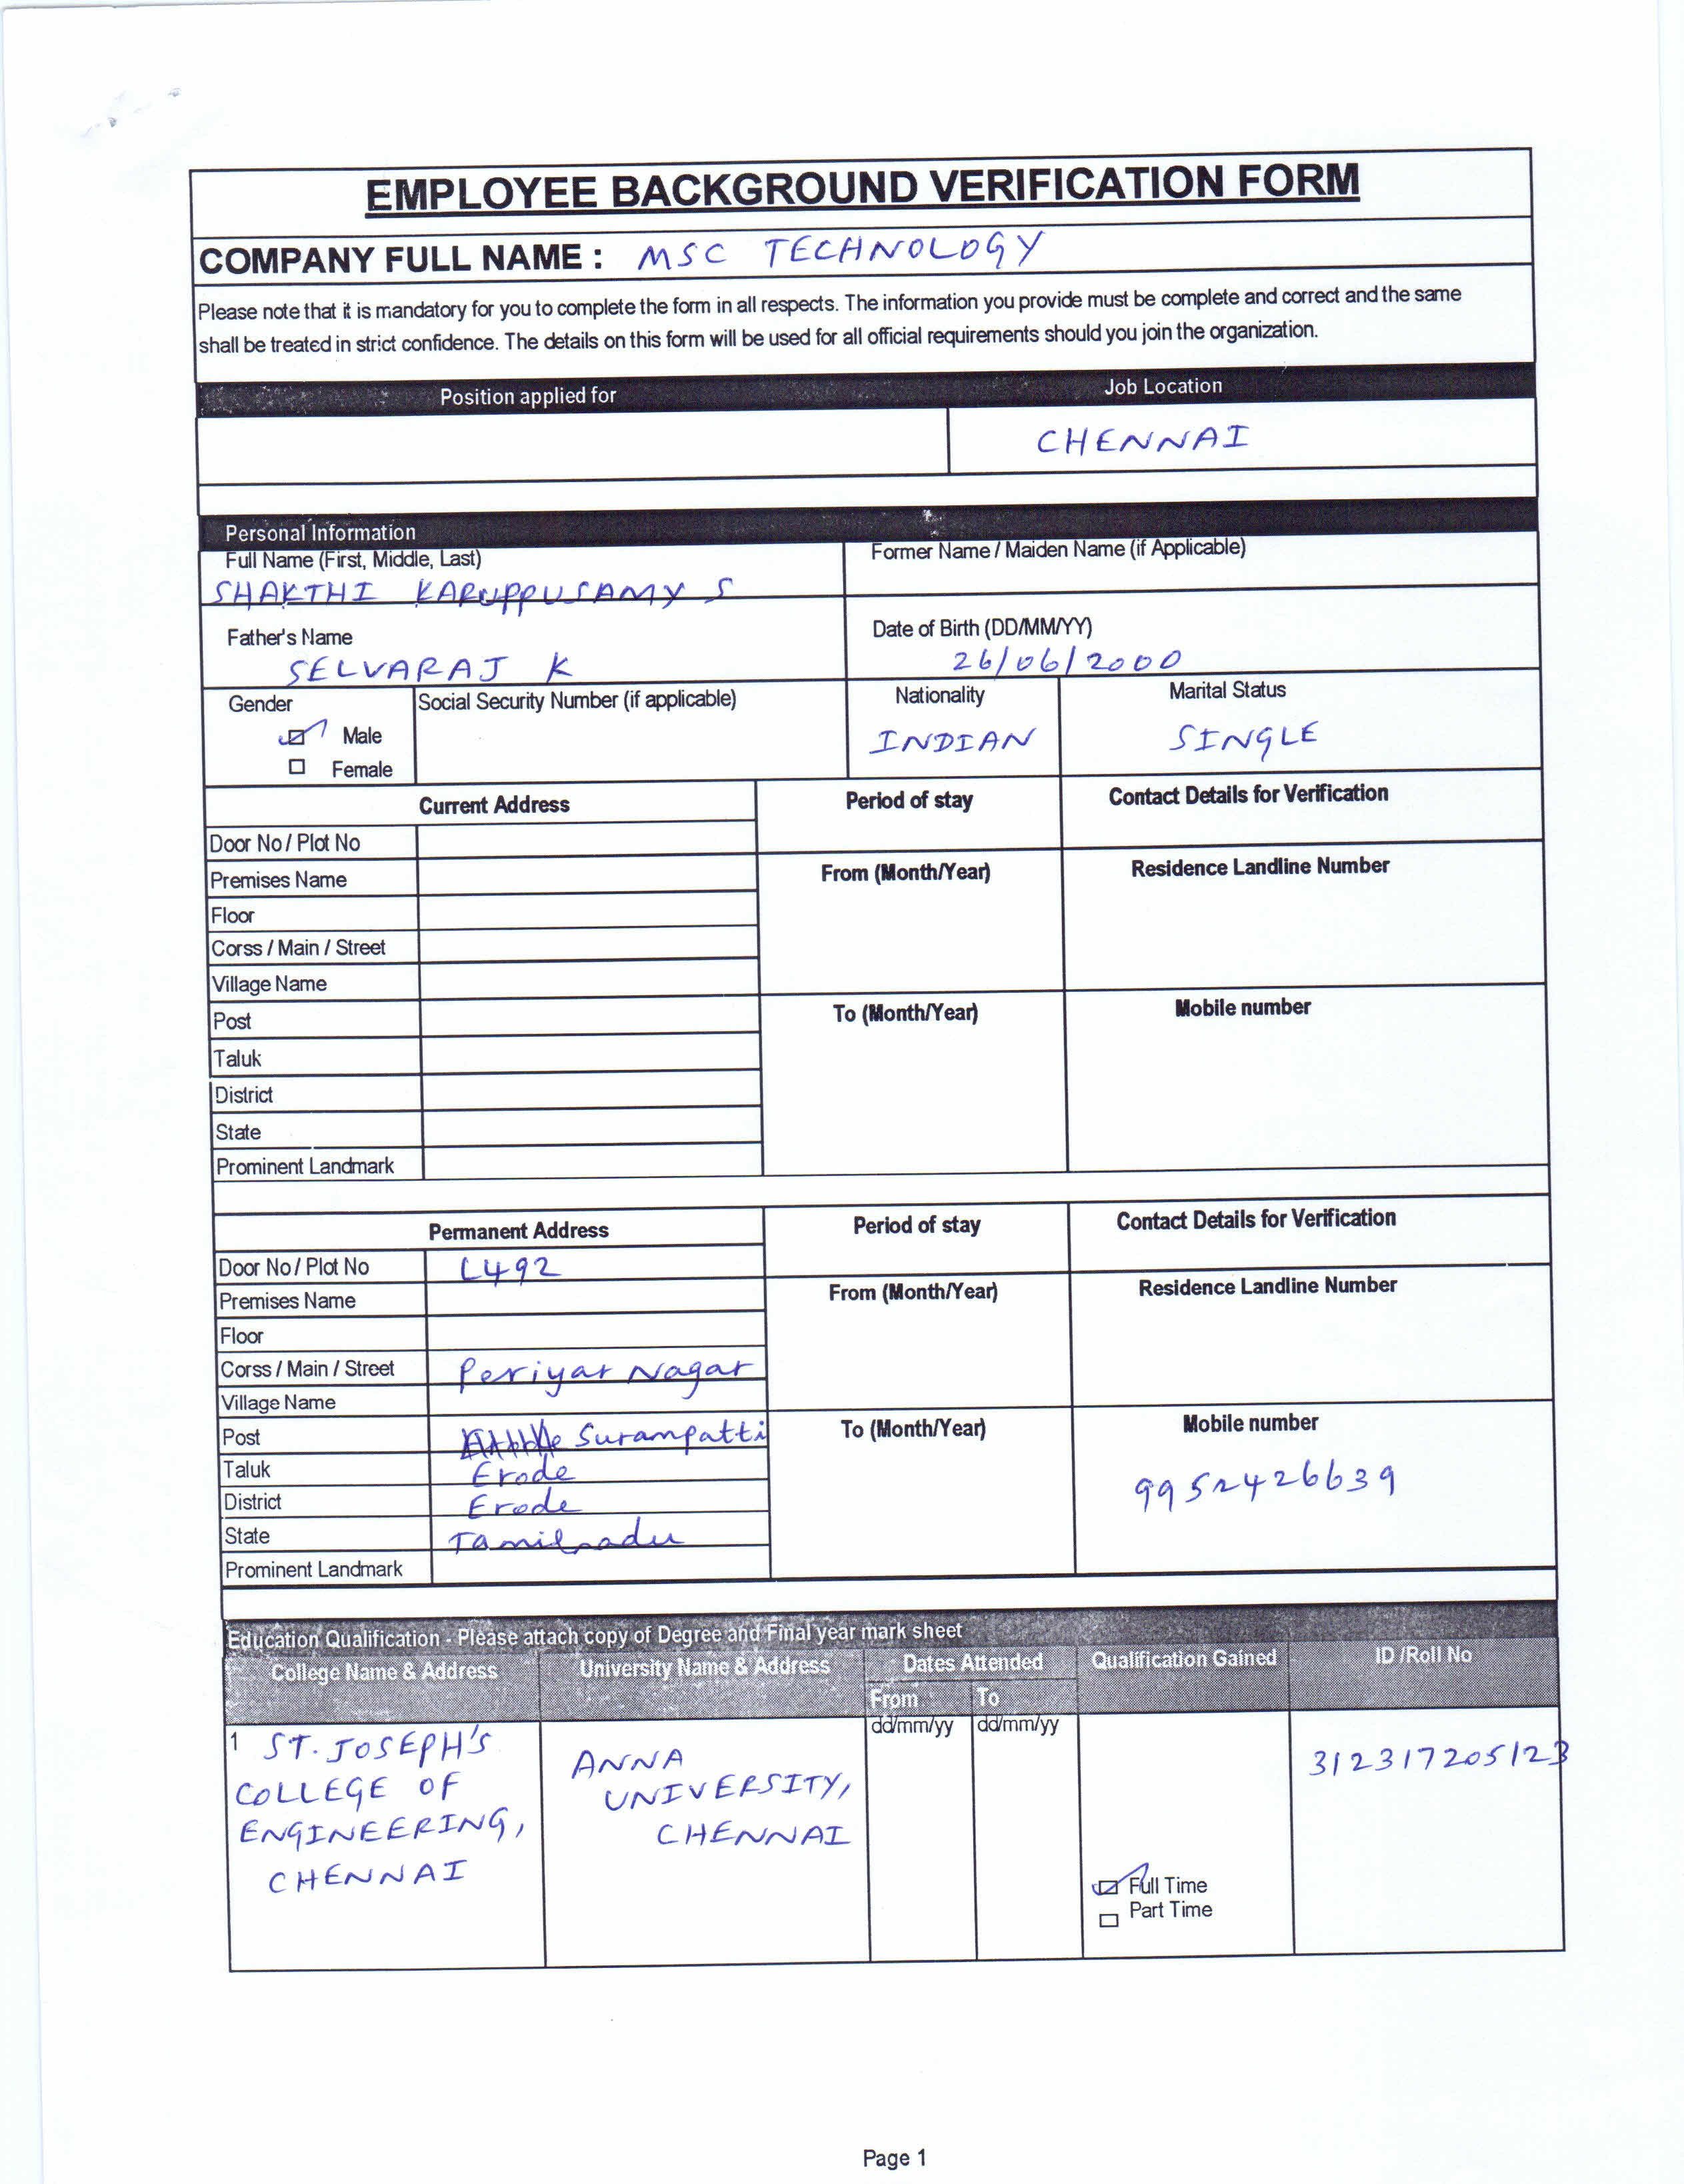 EMPLOYEE BACKGROUND VERIFICATION FORM
COMPANY FULL NAME : MSC TECHNOLOGY
Please note that it is mandatory for you to complete the form in all respects. The information you provide must be complete and correct and the same
shall be treated in strict confidence. The details on this form will be used for all official requirements should you join the organization.
Position applied for Job Location
CHENNAI
Personal Information
Full Name (First, Middle, Last) Former Name / Maiden Name (if Applicable)
SHAKTHI KARUPPUSAMY S
Father's Name Date of Birth (DD/MM/YY)
SELVARAJ K 26/06/2000
Gender Social Security Number (if applicable) Nationality Marital Status
Male INDIAN SINGLE
Female
Current Address Period of stay Contact Details for Verification
Door No / Plot No
Premises Name From (Month/Year) Residence Landline Number
Floor
Corss / Main / Street
Village Name
Post To (Month/Year) Mobile number
Taluk
District
State
Prominent Landmark
Permanent Address Period of stay Contact Details for Verification
Door No / Plot No L492
Premises Name From (Month/Year) Residence Landline Number
Floor
Corss / Main / Street Periyar Nagar
Village Name
Post Surampatti To (Month/Year) Mobile number
Taluk Erode
District Erode 9952426639
State Tamilnadu
Prominent Landmark
Education Qualification - Please attach copy of Degree and Final year mark sheet
College Name & Address University Name & Address Dates Attended Qualification Gained ID /Roll No
From To
dd/mm/yy dd/mm/yy
1 ST. JOSEPH'S ANNA 312317205123
COLLEGE OF UNIVERSITY,
ENGINEERING, CHENNAI
CHENNAI
Full Time
Part Time
Page 1